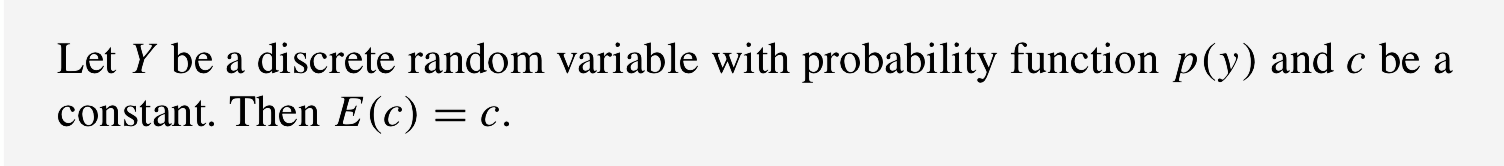 Let Y be a discrete random variable with probability function p(y) and c be a
constant. Then E(c) = c.